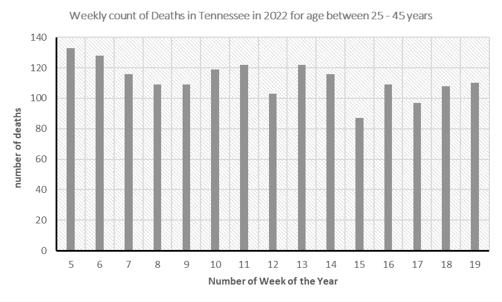 Weekly count of Deaths in Tennessee in 2022 for age between 25 - 45 years
140
120
100
80
60
40
20
0
number of deaths
5 6 7 8 9 10 11 12 13 14 15 16 17 18 19
Number of Week of the Year